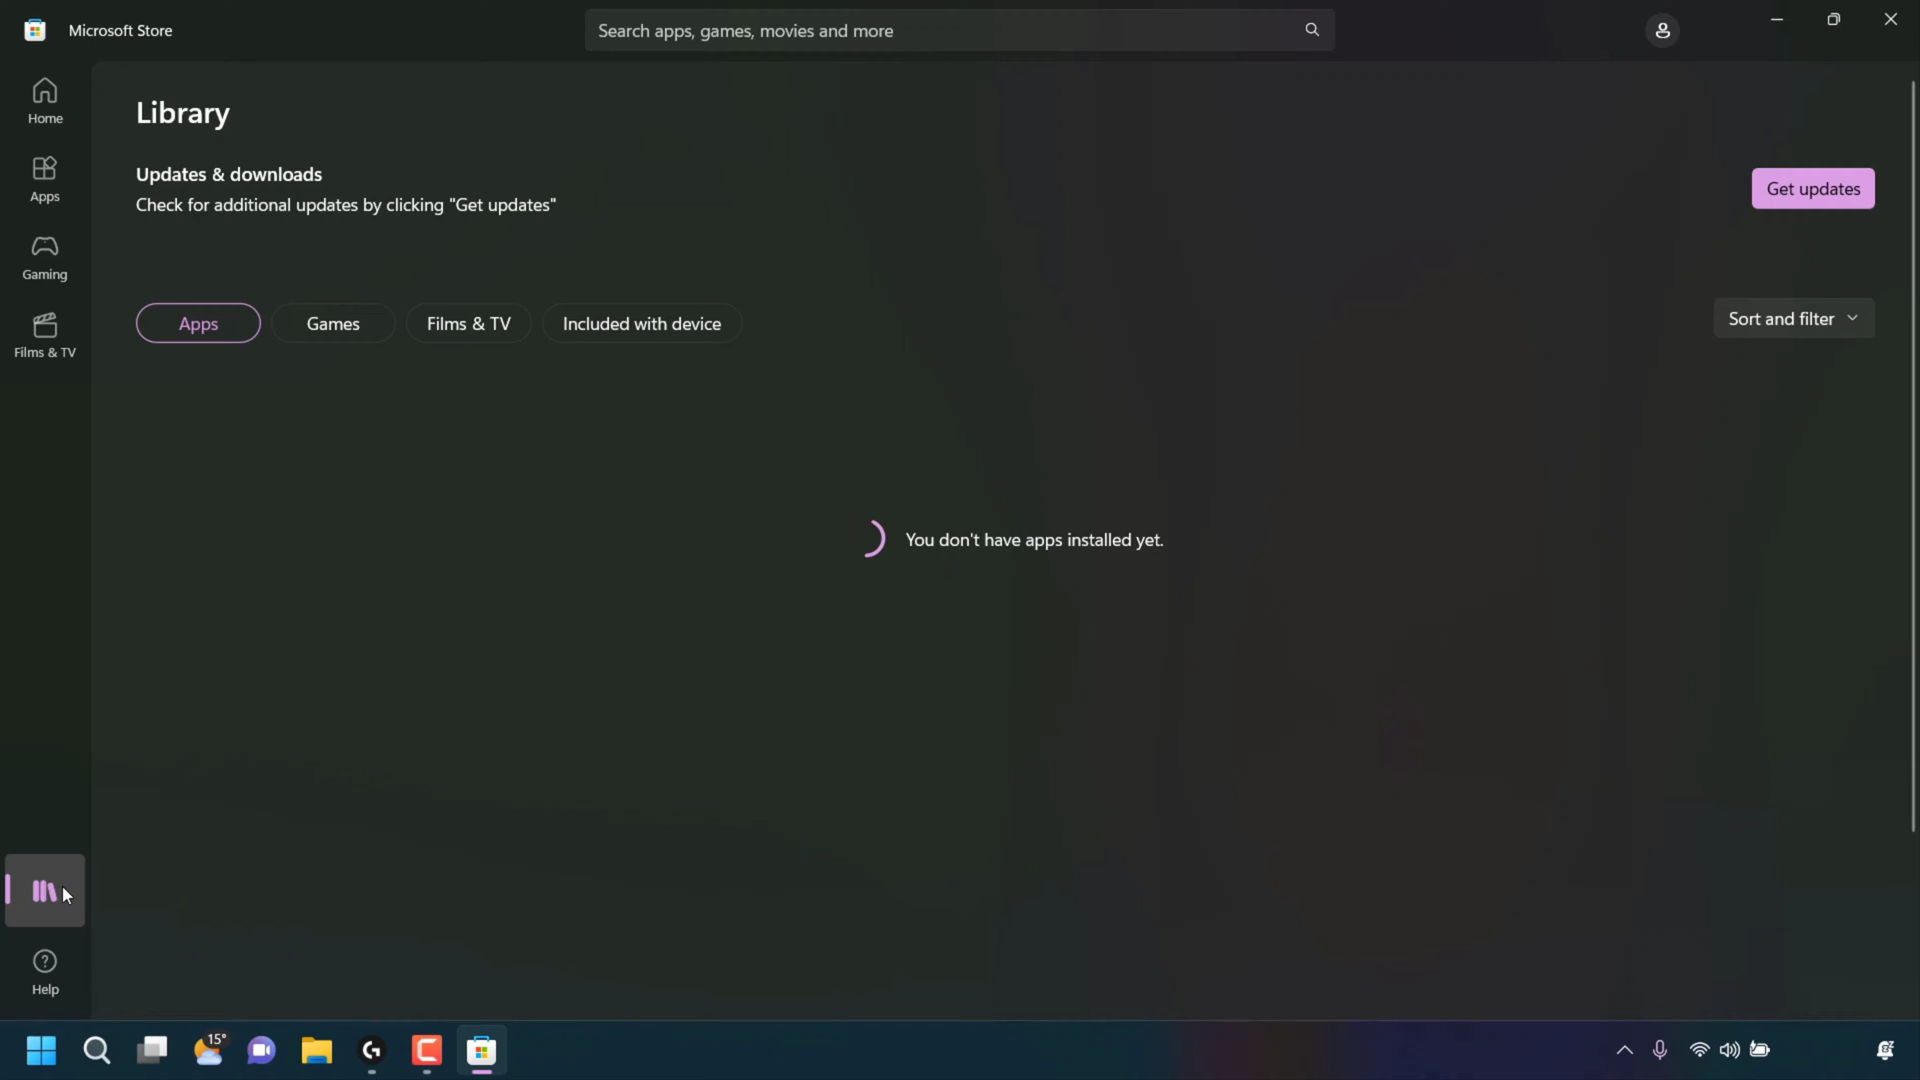 Microsoft Store
Search apps, games, movies and more
Home
Apps
Gaming
Films & TV
Library
Updates & downloads
Check for additional updates by clicking "Get updates"
Get updates
Apps
Games
Films & TV
Included with device
Sort and filter
You don't have apps installed yet.
Help
15°